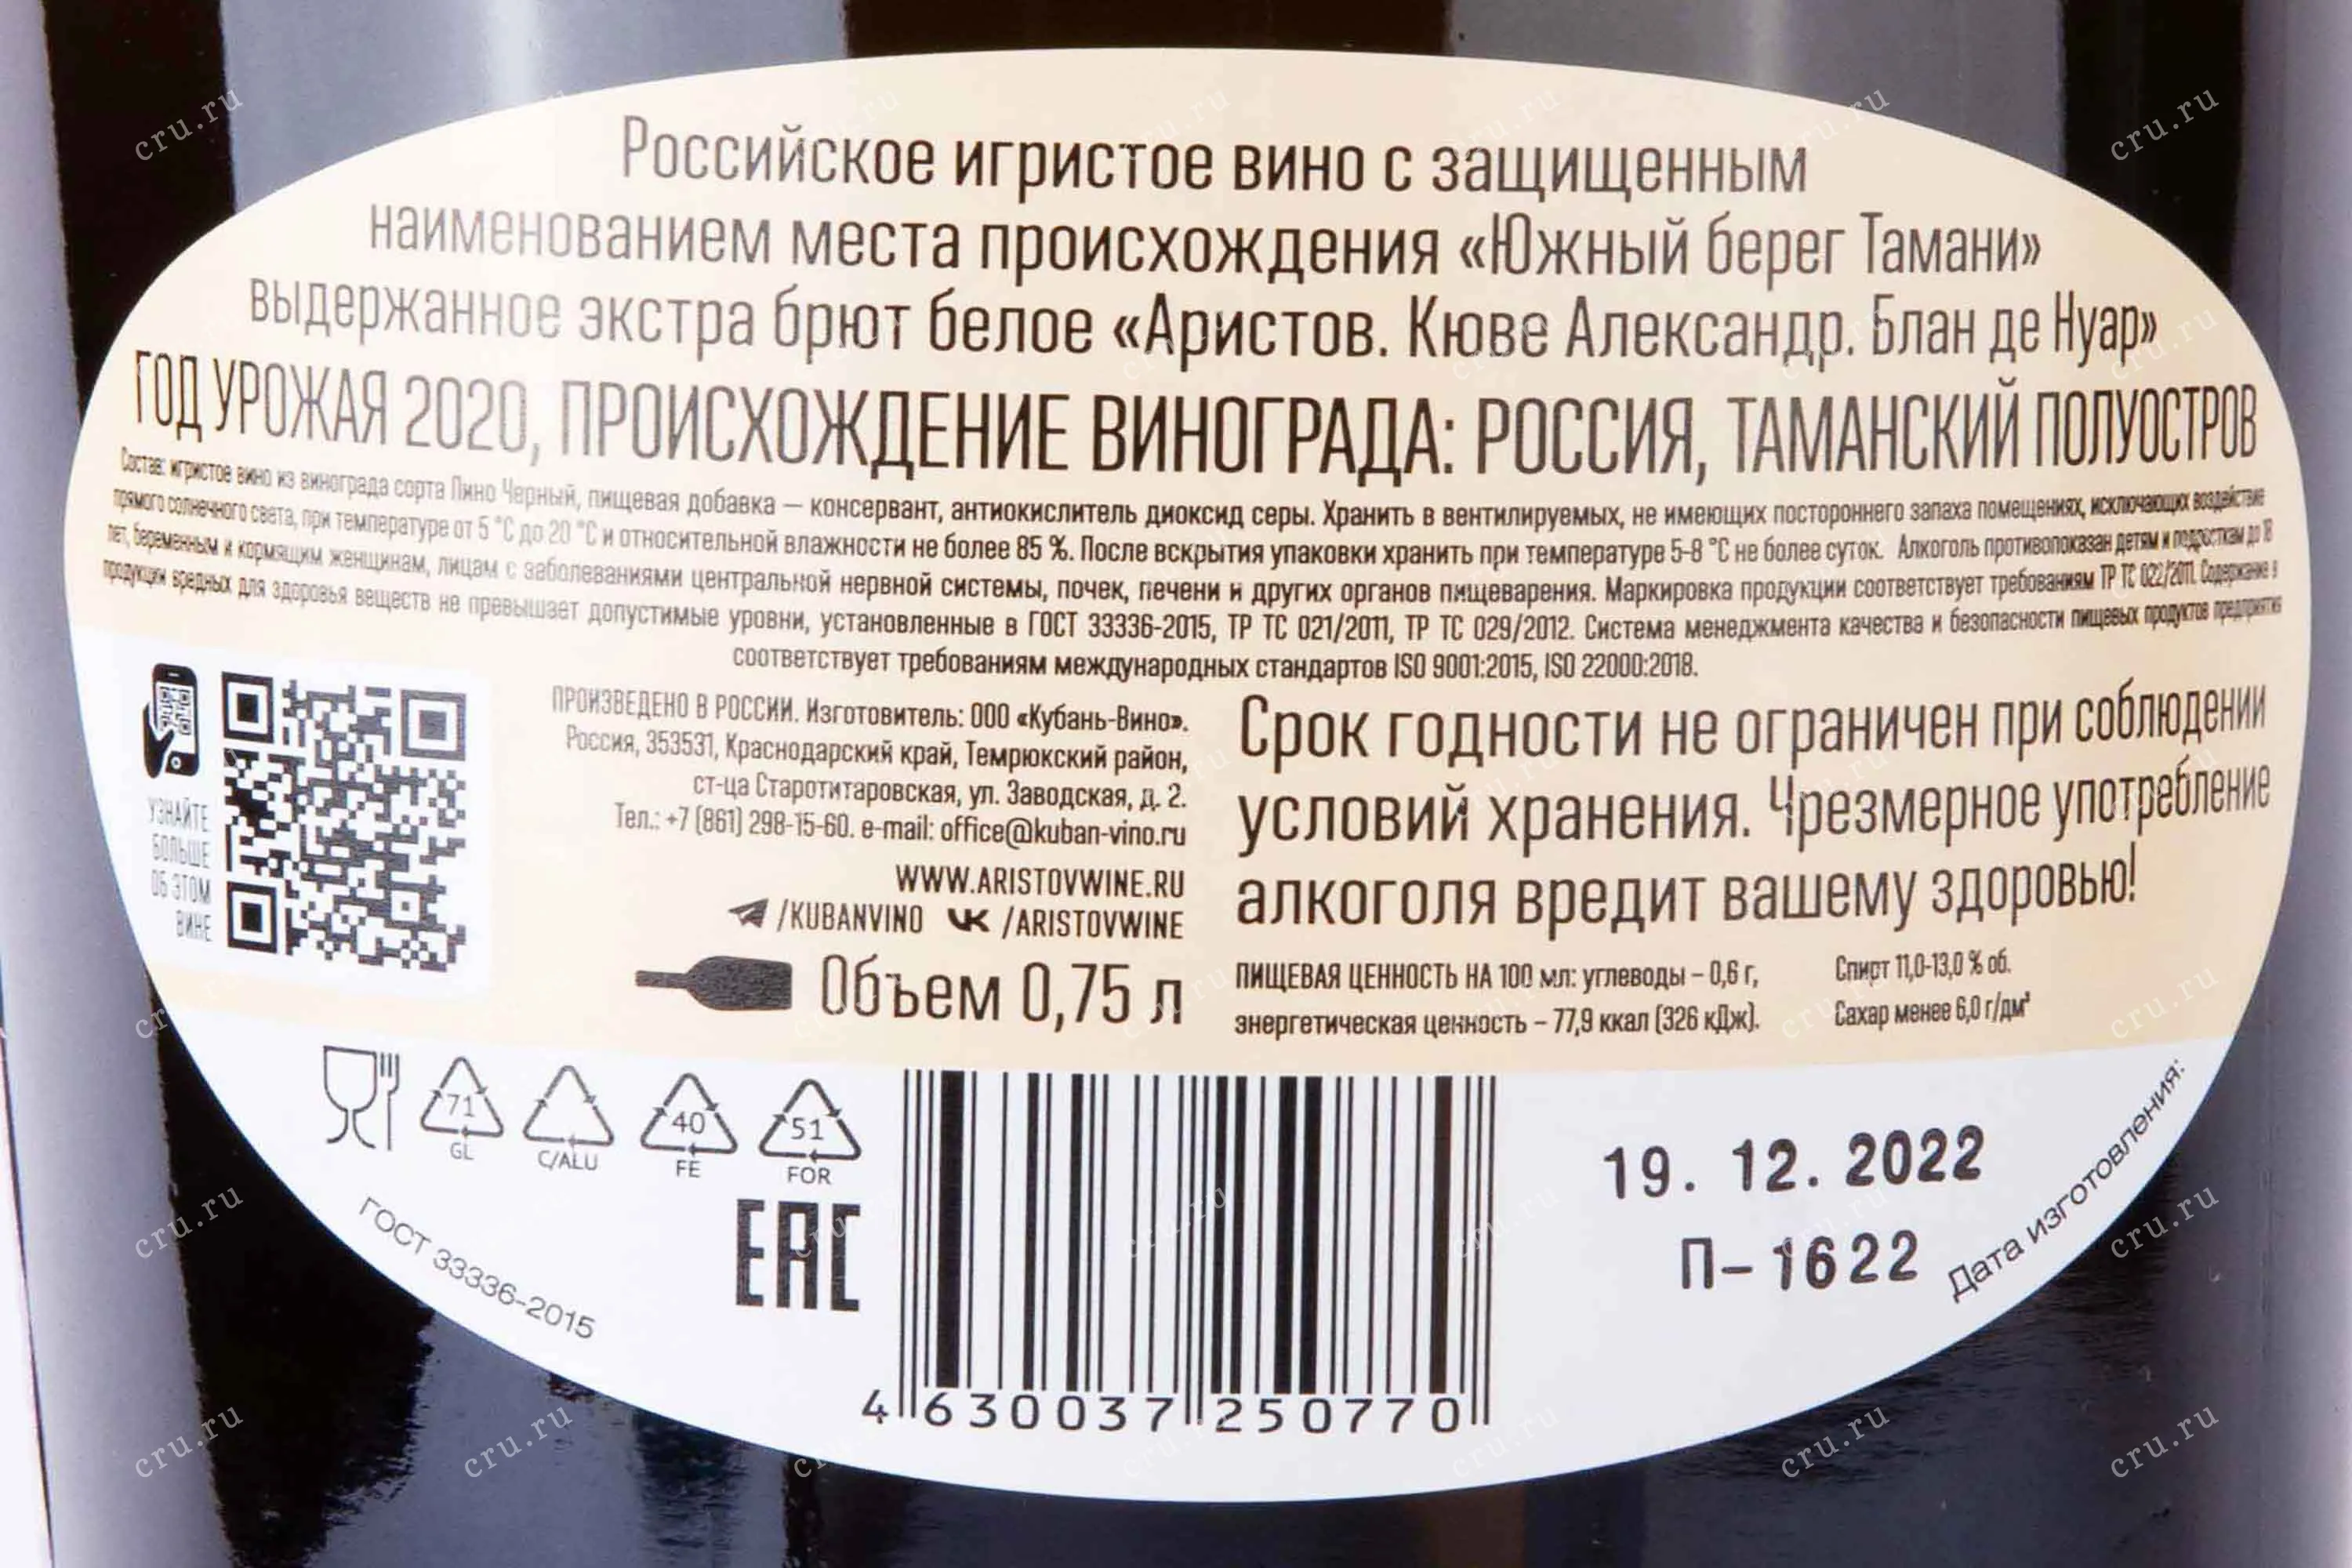 Российское игристое вино с защищенным
наименованием места происхождения «Южный берег Тамани»
выдержанное экстра брют белое «Аристов. Кюве Александр. Блан де Нуар»
ГОД УРОЖАЯ 2020, ПРОИСХОЖДЕНИЕ ВИНОГРАДА: РОССИЯ, ТАМАНСКИЙ ПОЛУОСТРОВ
Состав: игристое вино из винограда сорта Пино Черный, пищевая добавка — консервант, антиокислитель диоксид серы. Хранить в вентилируемых, не имеющих постороннего запаха помещениях, исключающих воздействие
прямого солнечного света, при температуре от 5 °С до 20 °С и относительной влажности не более 85 %. После вскрытия упаковки хранить при температуре 5-8 °С не более суток. Алкоголь противопоказан детям и подросткам до 18
лет, беременным и кормящим женщинам, лицам с заболеваниями центральной нервной системы, почек, печени и других органов пищеварения. Маркировка продукции соответствует требованиям ТР ТС 022/2011. Содержание в
продукции вредных для здоровья веществ не превышает допустимые уровни, установленные в ГОСТ 33336-2015, ТР ТС 021/2011, ТР ТС 029/2012. Система менеджмента качества и безопасности пищевых продуктов предприятия
соответствует требованиям международных стандартов ISO 9001:2015, ISO 22000:2018.
УЗНАЙТЕ
БОЛЬШЕ
ОБ ЭТОМ
ВИНЕ
ПРОИЗВЕДЕНО В РОССИИ. Изготовитель: ООО «Кубань-Вино».
Россия, 353531, Краснодарский край, Темрюкский район,
ст-ца Старотитаровская, ул. Заводская, д. 2.
Тел.: +7 (861) 298-15-60. e-mail: office@kuban-vino.ru
WWW.ARISTOVWINE.RU
/KUBANVINO VK /ARISTOVWINE
Объем 0,75 л
Срок годности не ограничен при соблюдении
условий хранения. Чрезмерное употребление
алкоголя вредит вашему здоровью!
ПИЩЕВАЯ ЦЕННОСТЬ НА 100 мл: углеводы – 0,6 г,
энергетическая ценность – 77,9 ккал (326 кДж).
Спирт 11,0-13,0 % об.
Сахар менее 6,0 г/дм³
71
GL
C/ALU
40
FE
51
FOR
ГОСТ 33336-2015
EAC
4 630037 250770
19. 12. 2022
П-1622
Дата изготовления:
cru.ru